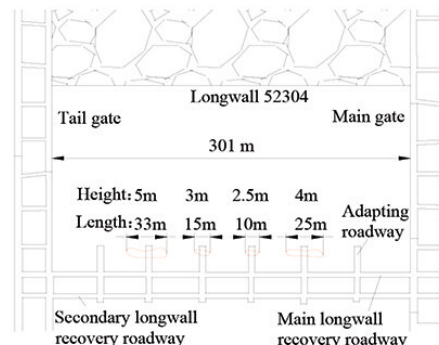 Longwall 52304
Tail gate Main gate
301 m
Height: 5m 3m 2.5m 4m
Length: 33m 15m 10m 25m
Adapting
roadway
Secondary longwall
recovery roadway
Main longwall
recovery roadway